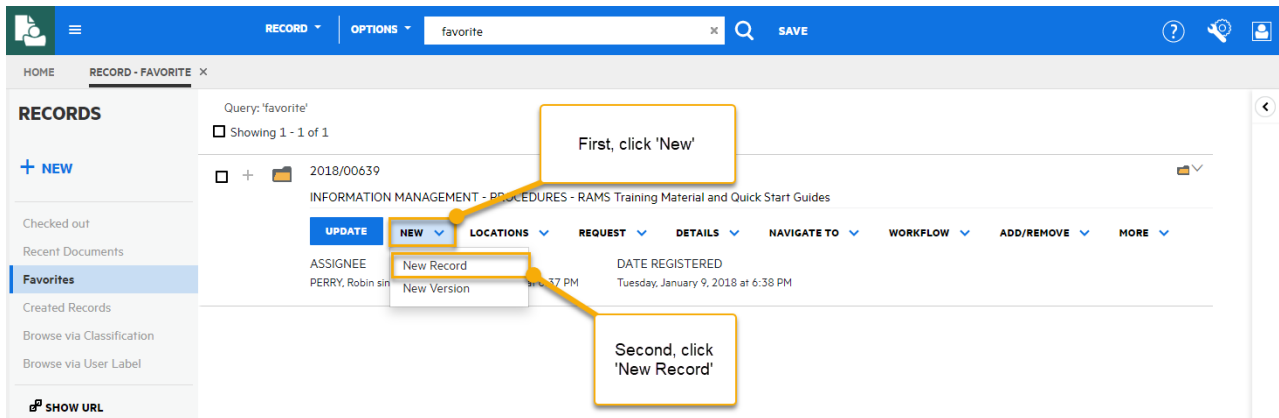 RECORD
OPTIONS
favorite
SAVE
HOME
RECORD - FAVORITE
RECORDS
+ NEW
Checked out
Recent Documents
Favorites
Created Records
Browse via Classification
Browse via User Label
SHOW URL
Query: 'favorite'
Showing 1 - 1 of 1
First, click 'New'
2018/00639
INFORMATION MANAGEMENT - PROCEDURES - RAMS Training Material and Quick Start Guides
UPDATE NEW LOCATIONS REQUEST DETAILS NAVIGATE TO WORKFLOW ADD/REMOVE MORE
New Record
New Version
ASSIGNEE
PERRY, Robin
37 PM
DATE REGISTERED
Tuesday, January 9, 2018 at 6:38 PM
Second, click
'New Record'